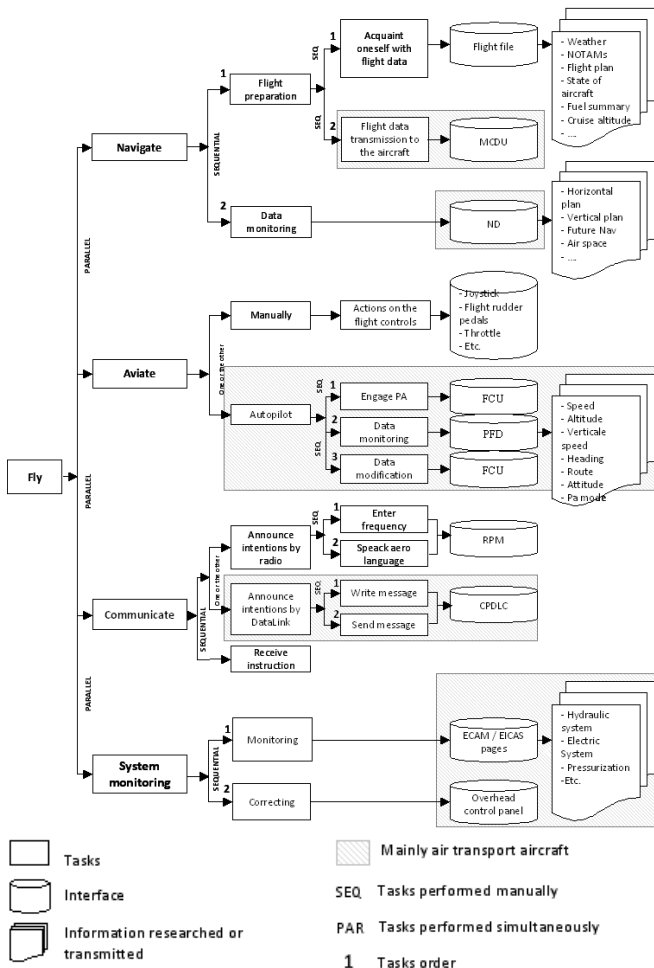 Fly
PARALLEL
PARALLEL
PARALLEL
PARALLEL
Navigate
SEQUENTIAL
1
Flight
preparation
SEQ
SEQ
1
Acquaint
oneself with
flight data
Flight file
- Weather
- NOTAMs
- Flight plan
- State of
aircraft
- Fuel summary
- Cruise altitude
- ....
2
Flight data
transmission to
the aircraft
MCDU
2
Data
monitoring
ND
- Horizontal
plan
- Vertical plan
- Future Nav
- Air space
- ....
Aviate
One or the other
Manually
Actions on the
flight controls
- Joystick
- Flight rudder
pedals
- Throttle
- Etc.
Autopilot
SEQ
SEQ
1
Engage PA
FCU
2
Data
monitoring
PFD
3
Data
modification
FCU
- Speed
- Altitude
- Verticale
speed
- Heading
- Route
- Attitude
- Pa mode
Communicate
SEQUENTIAL
One or the other
Announce
intentions by
radio
SEQ
1
Enter
frequency
2
Speack aero
language
RPM
Announce
intentions by
DataLink
SEQ
1
Write message
2
Send message
CPDLC
Receive
instruction
System
monitoring
SEQUENTIAL
1
Monitoring
ECAM / EICAS
pages
- Hydraulic
system
- Electric
System
- Pressurization
-Etc.
2
Correcting
Overhead
control panel
Tasks
Interface
Information researched or
transmitted
Mainly air transport aircraft
SEQ Tasks performed manually
PAR Tasks performed simultaneously
1 Tasks order